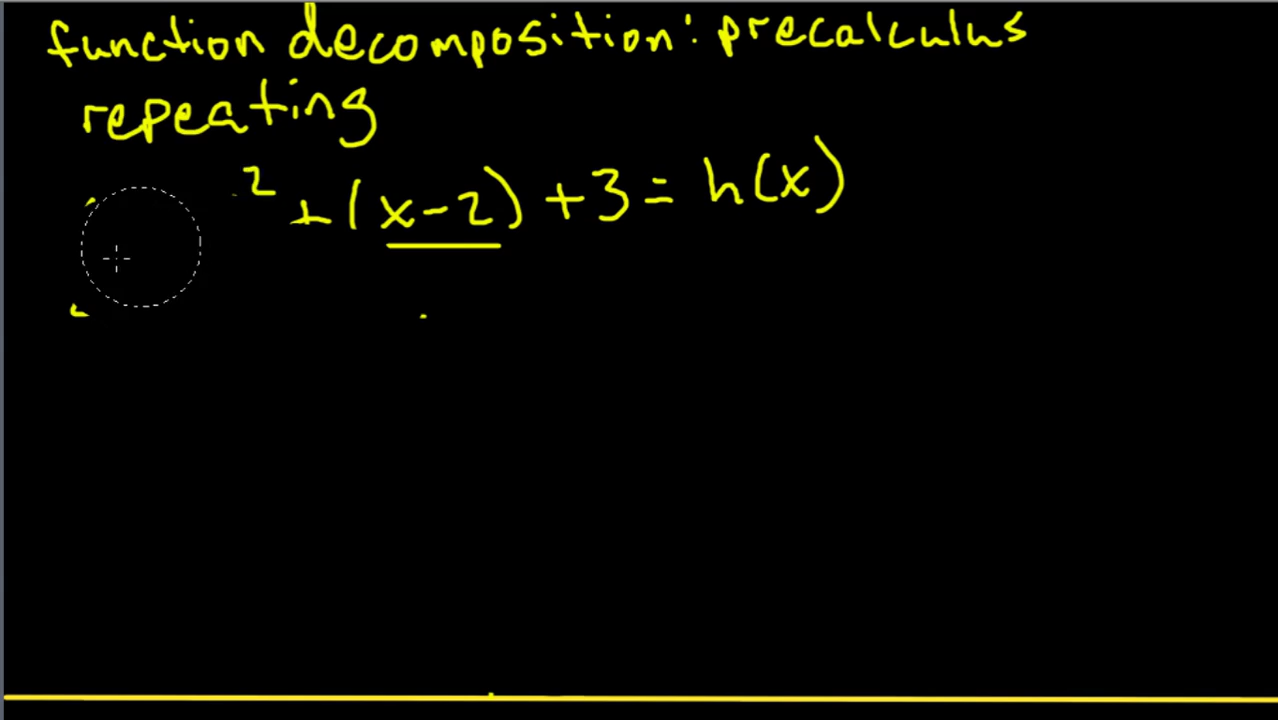 function decomposition: precalculus
repeating
² + (x-2) + 3 = h(x)